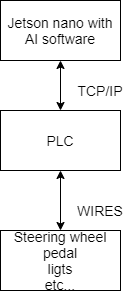 Jetson nano with
AI software
TCP/IP
PLC
WIRES
Steering wheel
pedal
ligts
etc...